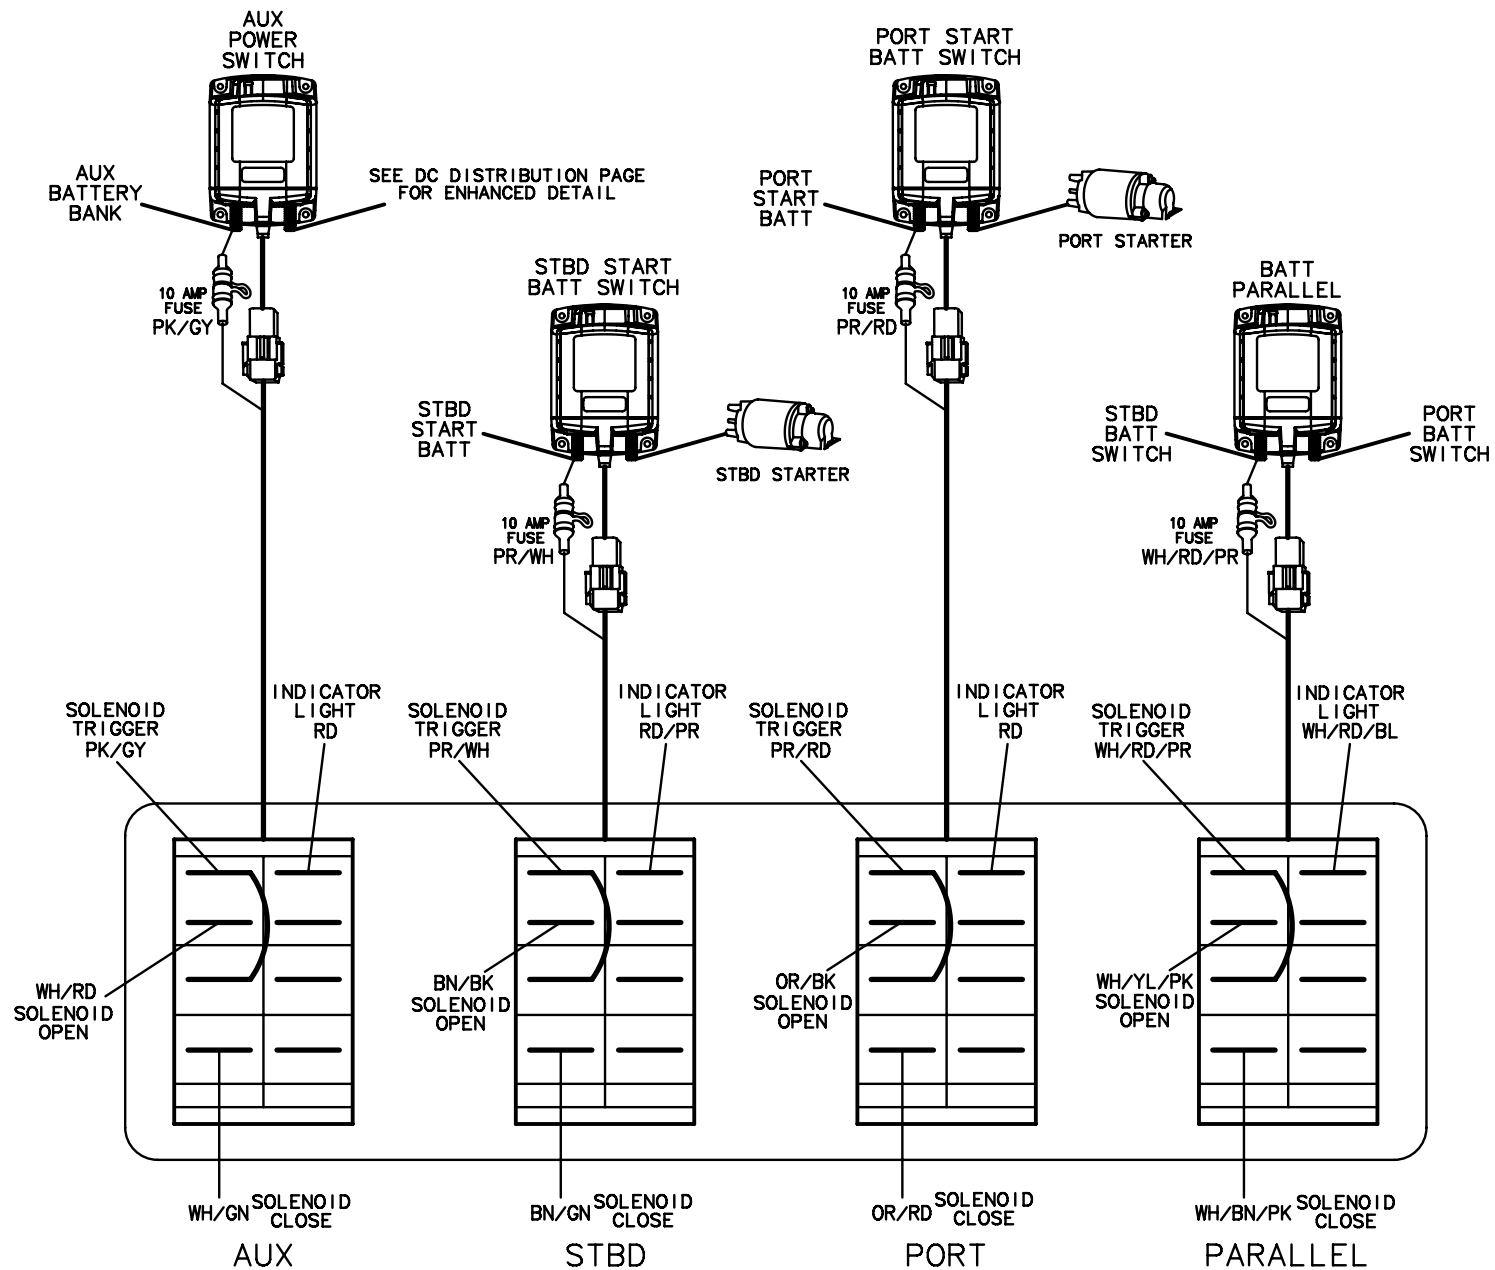 AUX
POWER
SWITCH
PORT START
BATT SWITCH
AUX
BATTERY
BANK
SEE DC DISTRIBUTION PAGE
FOR ENHANCED DETAIL
PORT
START
BATT
PORT STARTER
10 AMP
FUSE
PK/GY
STBD START
BATT SWITCH
10 AMP
FUSE
PR/RD
BATT
PARALLEL
STBD
START
BATT
STBD STARTER
STBD
BATT
SWITCH
PORT
BATT
SWITCH
10 AMP
FUSE
PR/WH
10 AMP
FUSE
WH/RD/PR
SOLENOID
TRIGGER
PK/GY
INDICATOR
LIGHT
RD
SOLENOID
TRIGGER
PR/WH
INDICATOR
LIGHT
RD/PR
SOLENOID
TRIGGER
PR/RD
INDICATOR
LIGHT
RD
SOLENOID
TRIGGER
WH/RD/PR
INDICATOR
LIGHT
WH/RD/BL
WH/RD
SOLENOID
OPEN
BN/BK
SOLENOID
OPEN
OR/BK
SOLENOID
OPEN
WH/YL/PK
SOLENOID
OPEN
WH/GN SOLENOID
CLOSE
BN/GN SOLENOID
CLOSE
OR/RD SOLENOID
CLOSE
WH/BN/PK SOLENOID
CLOSE
AUX
STBD
PORT
PARALLEL